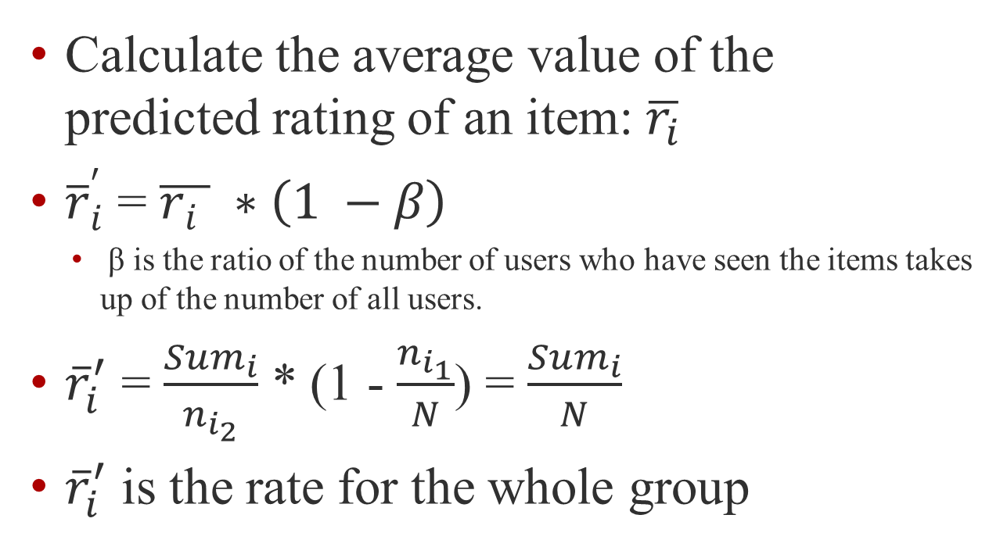 • Calculate the average value of the
predicted rating of an item: $\overline{r_i}$
• $\overline{r}_i' = \overline{r_i} * (1 - \beta)$
• β is the ratio of the number of users who have seen the items takes
up of the number of all users.
• $\bar{r}_i' = \frac{Sum_i}{n_{i_2}} * (1 - \frac{n_{i_1}}{N}) = \frac{Sum_i}{N}$
• $\bar{r}_i'$ is the rate for the whole group